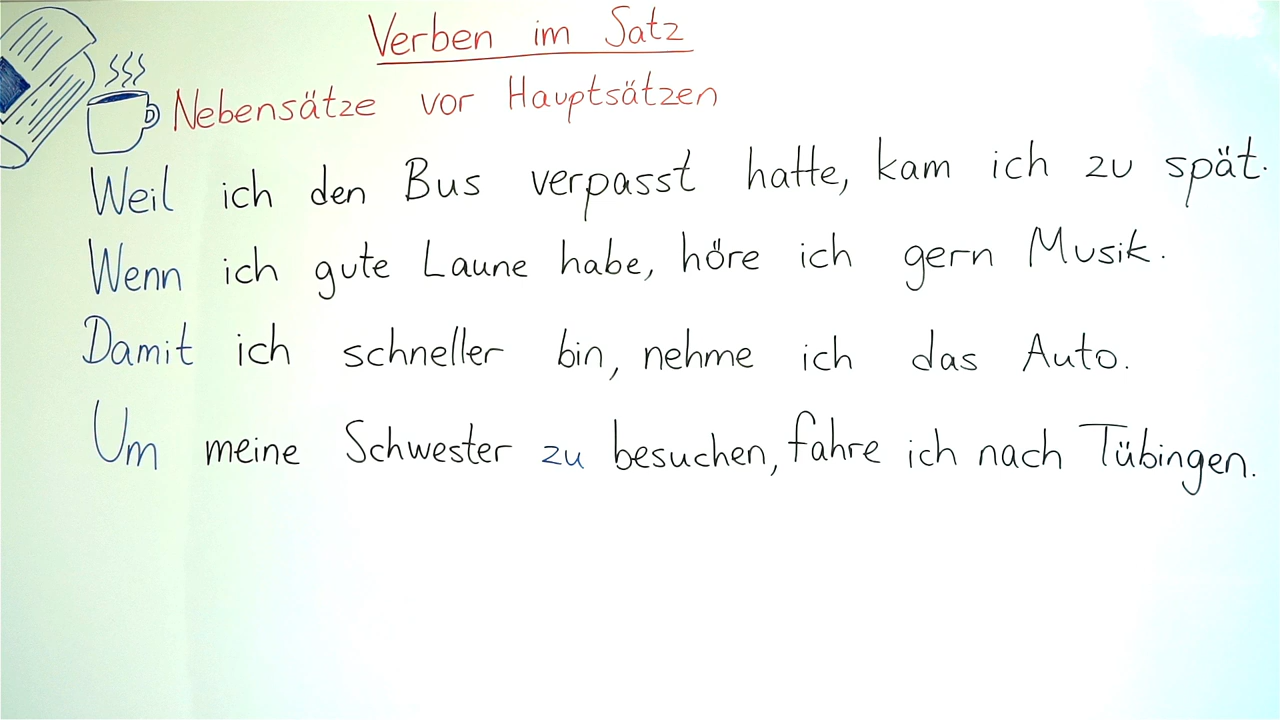 Verben im Satz
Nebensätze vor Hauptsätzen
Weil ich den Bus verpasst hatte, kam ich zu spät.
Wenn ich gute Laune habe, höre ich gern Musik.
Damit ich schneller bin, nehme ich das Auto.
Um meine Schwester zu besuchen, fahre ich nach Tübingen.